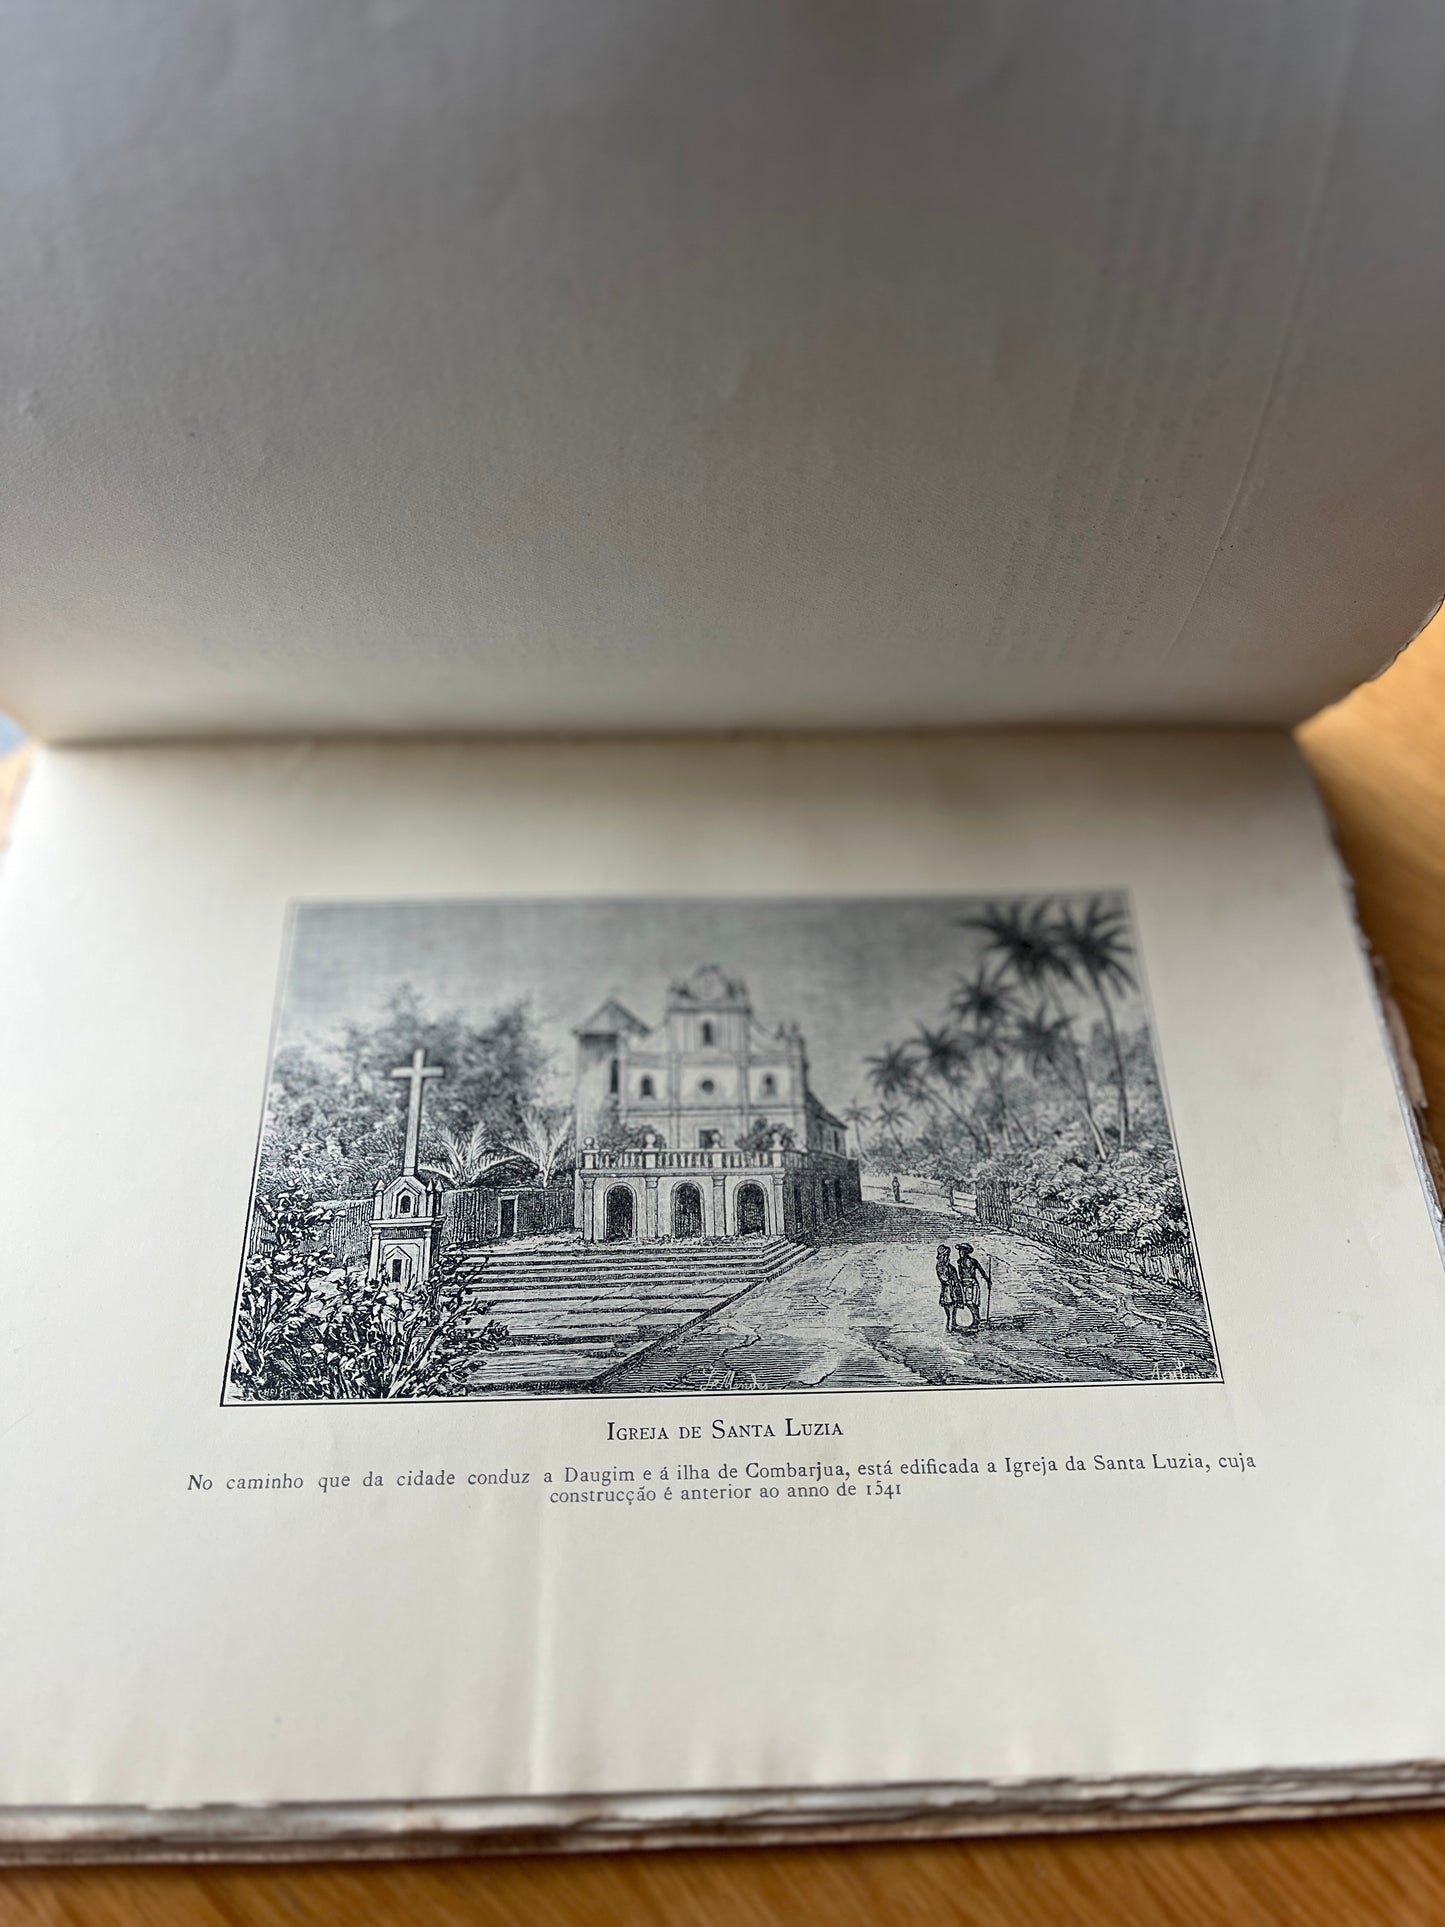 IGREJA DE SANTA LUZIA
No caminho que da cidade conduz a Daugim e á ilha de Combarjua, está edificada a Igreja da Santa Luzia, cuja
construcção é anterior ao anno de 1541